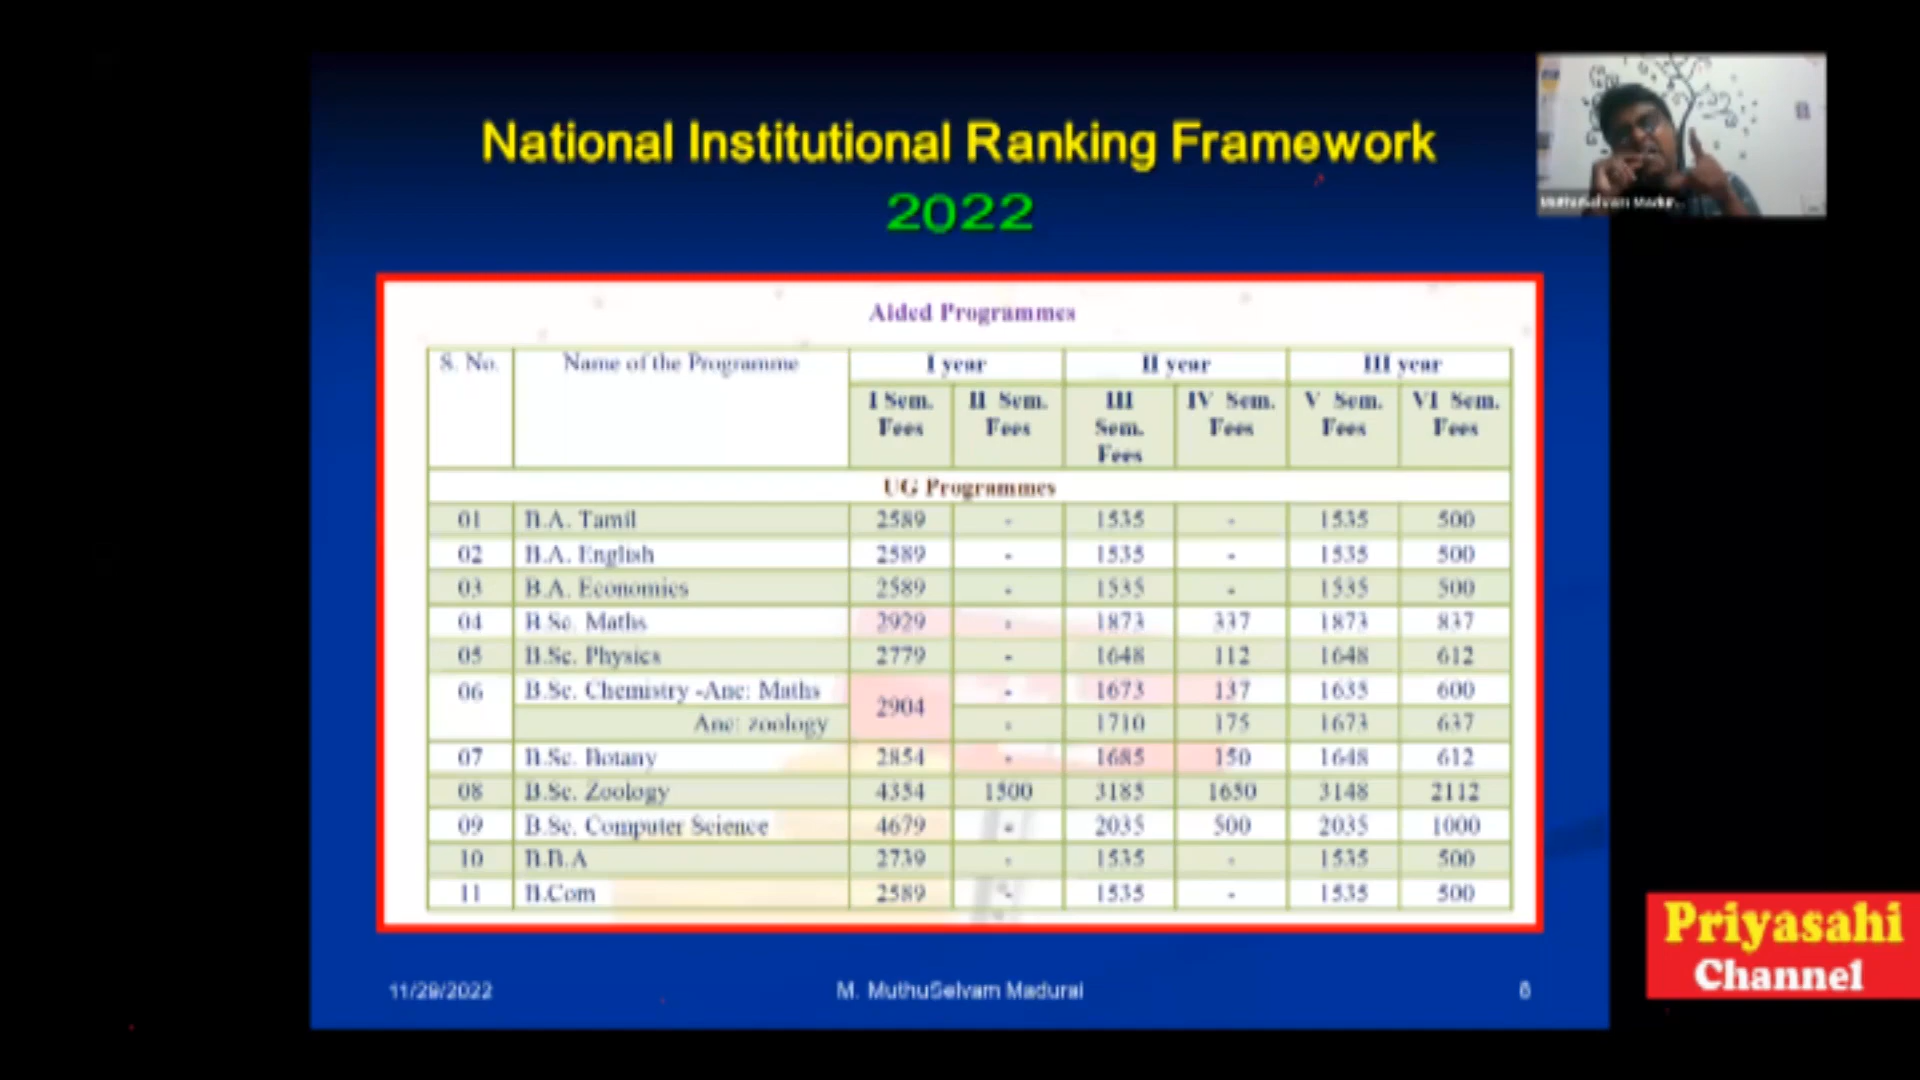 National Institutional Ranking Framework
2022
Aided Programmes
S. No. Name of the Programme I year II year III year
I Sem. Fees II Sem. Fees III Sem. Fees IV Sem. Fees V Sem. Fees VI Sem. Fees
UG Programmes
01 B.A. Tamil 2589 - 1535 - 1535 500
02 B.A. English 2589 - 1535 - 1535 500
03 B.A. Economics 2589 - 1535 - 1535 500
04 B.Sc. Maths 2929 - 1873 337 1873 837
05 B.Sc. Physics 2779 - 1648 112 1648 612
06 B.Sc. Chemistry -Anc: Maths 2904 - 1673 137 1635 600
Anc: zoology - 1710 175 1673 637
07 B.Sc. Botany 2854 - 1685 150 1648 612
08 B.Sc. Zoology 4354 1500 3185 1650 3148 2112
09 B.Sc. Computer Science 4679 - 2035 500 2035 1000
10 B.B.A 2739 - 1535 - 1535 500
11 B.Com 2589 - 1535 - 1535 500
11/29/2022 M. MuthuSelvam Madurai
Priyasahi
Channel